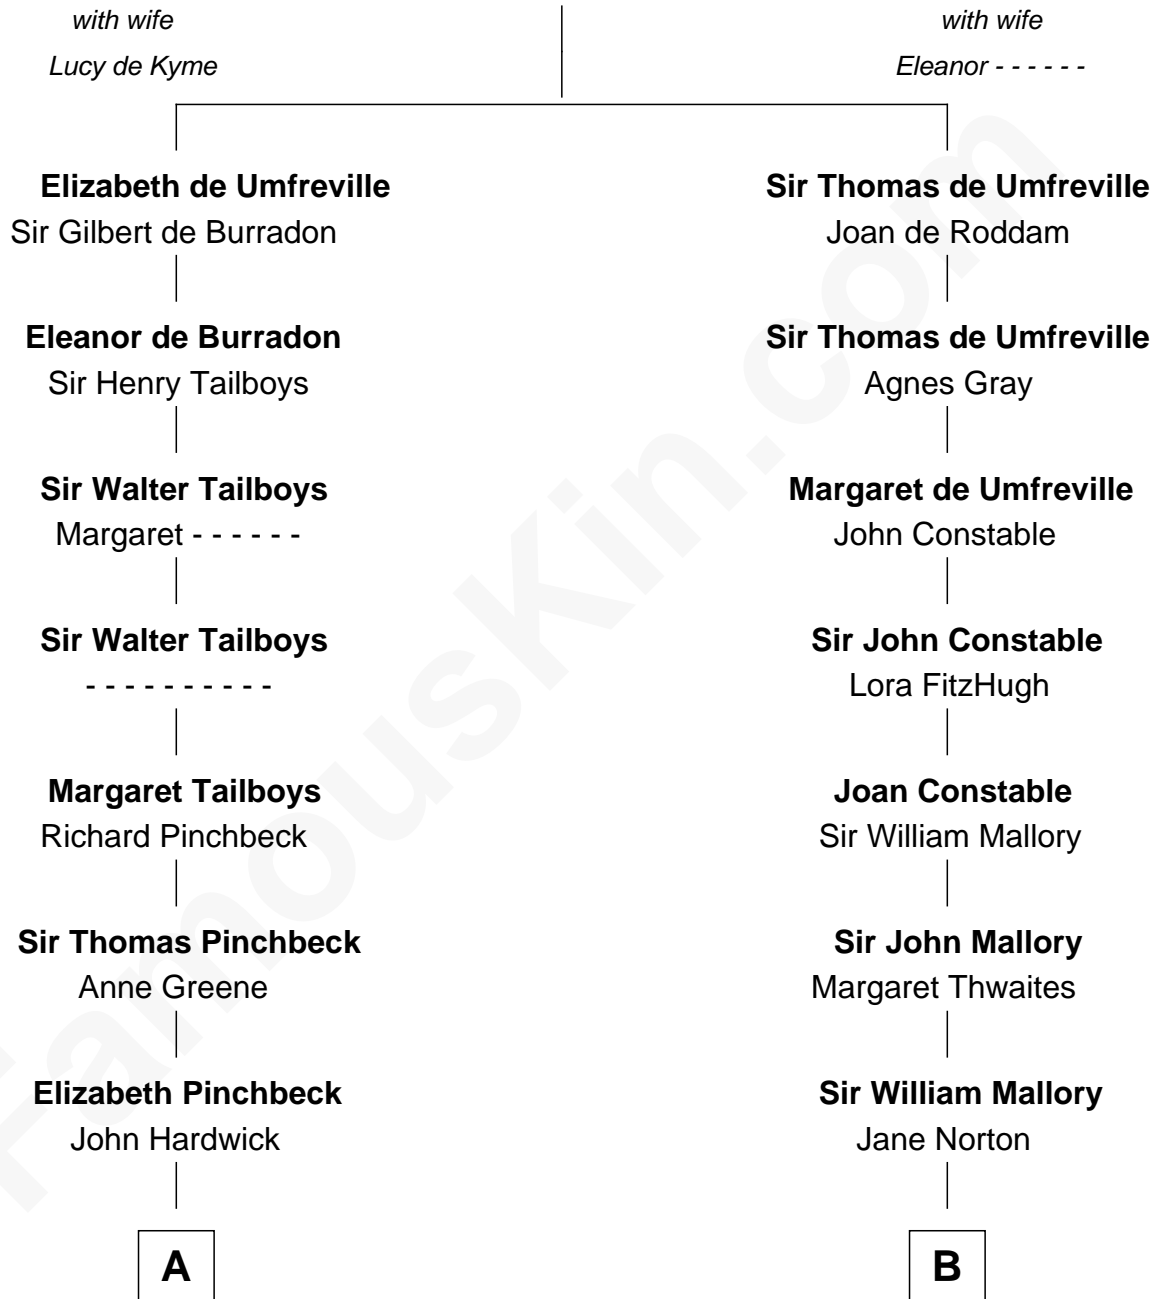 with wife
Lucy de Kyme
with wife
Eleanor - - - - - -
Elizabeth de Umfreville
Sir Gilbert de Burradon
Sir Thomas de Umfreville
Joan de Roddam
Eleanor de Burradon
Sir Henry Tailboys
Sir Thomas de Umfreville
Agnes Gray
Sir Walter Tailboys
Margaret - - - - - -
Margaret de Umfreville
John Constable
Sir Walter Tailboys
- - - - - - - - - -
Sir John Constable
Lora FitzHugh
Margaret Tailboys
Richard Pinchbeck
Joan Constable
Sir William Mallory
Sir Thomas Pinchbeck
Anne Greene
Sir John Mallory
Margaret Thwaites
Elizabeth Pinchbeck
John Hardwick
Sir William Mallory
Jane Norton
A
B
FamousKin.com